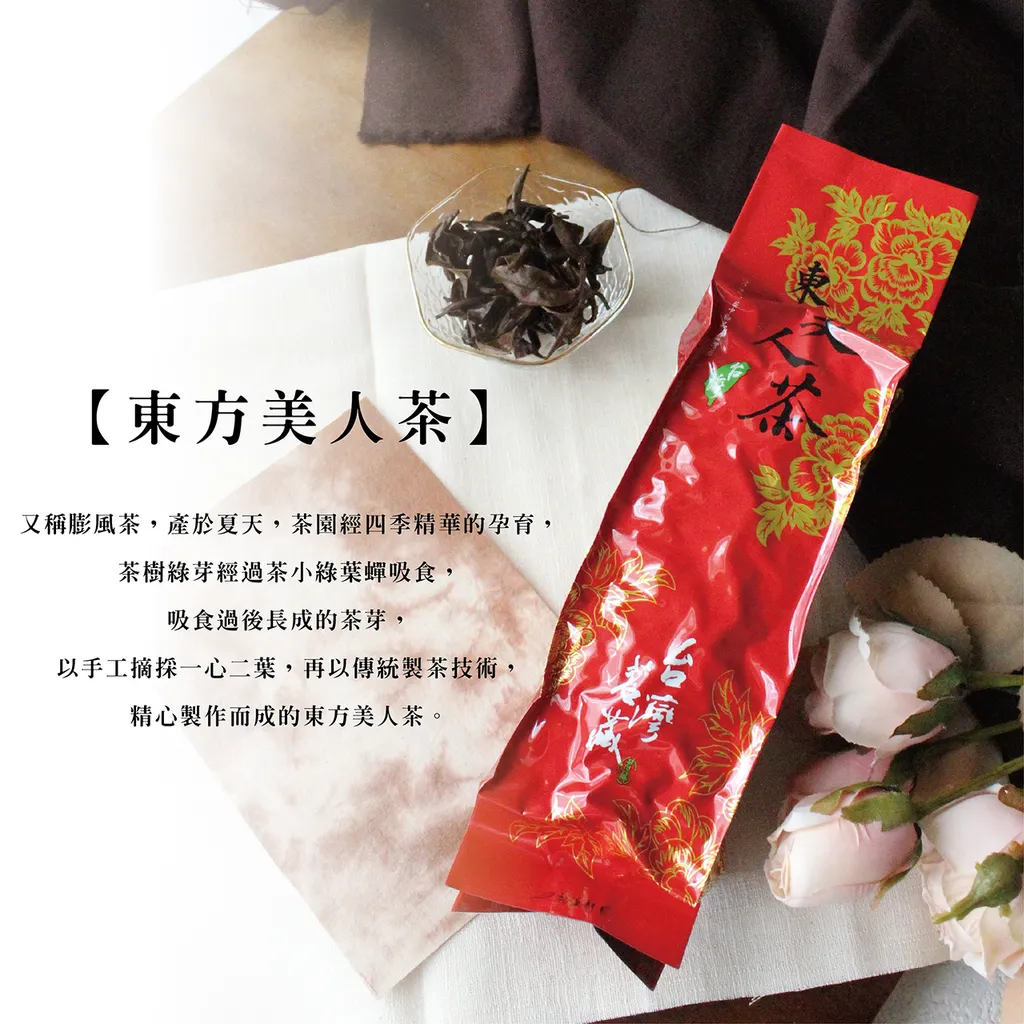 【東方美人茶】
又稱膨風茶，產於夏天，茶園經四季精華的孕育，
茶樹綠芽經過茶小綠葉蟬吸食，
吸食過後長成的茶芽，
以手工摘採一心二葉，再以傳統製茶技術，
精心製作而成的東方美人茶。
東
人茶
台灣
茗藏